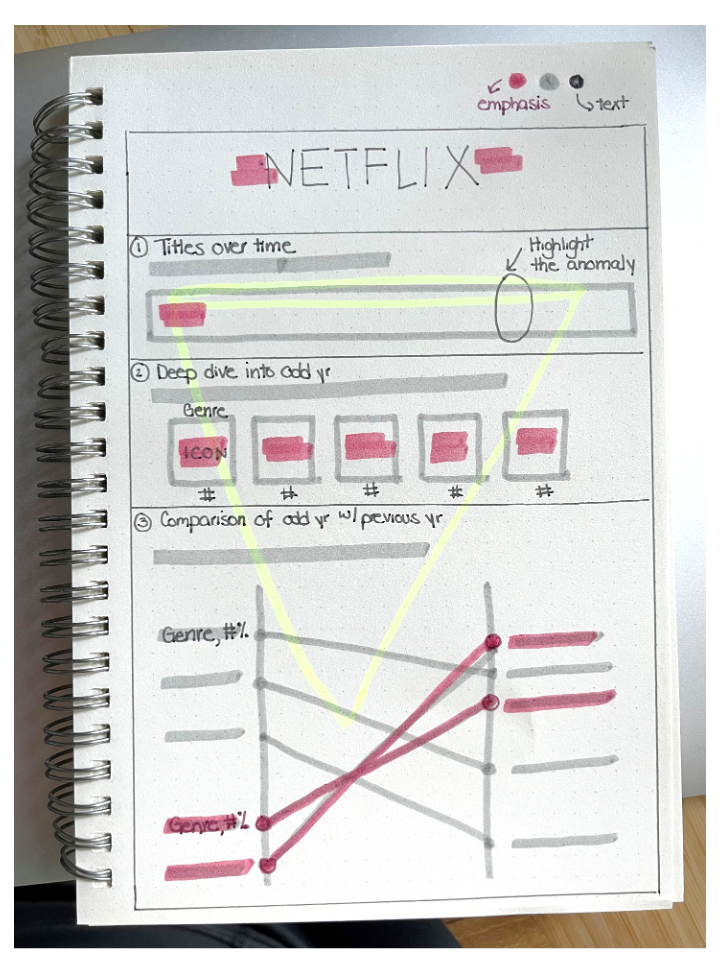 emphasis
text
NETFLIX
① Titles over time
Highlight
the anomaly
② Deep dive into odd yr
Genre
ICON
# # # # #
③ Comparison of odd yr w/ previous yr
Genre, #%
Genre, #%